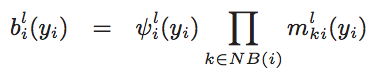 b_i^l(y_i) = ψ_i^l(y_i) ∏_{k∈NB(i)} m_{ki}^l(y_i)